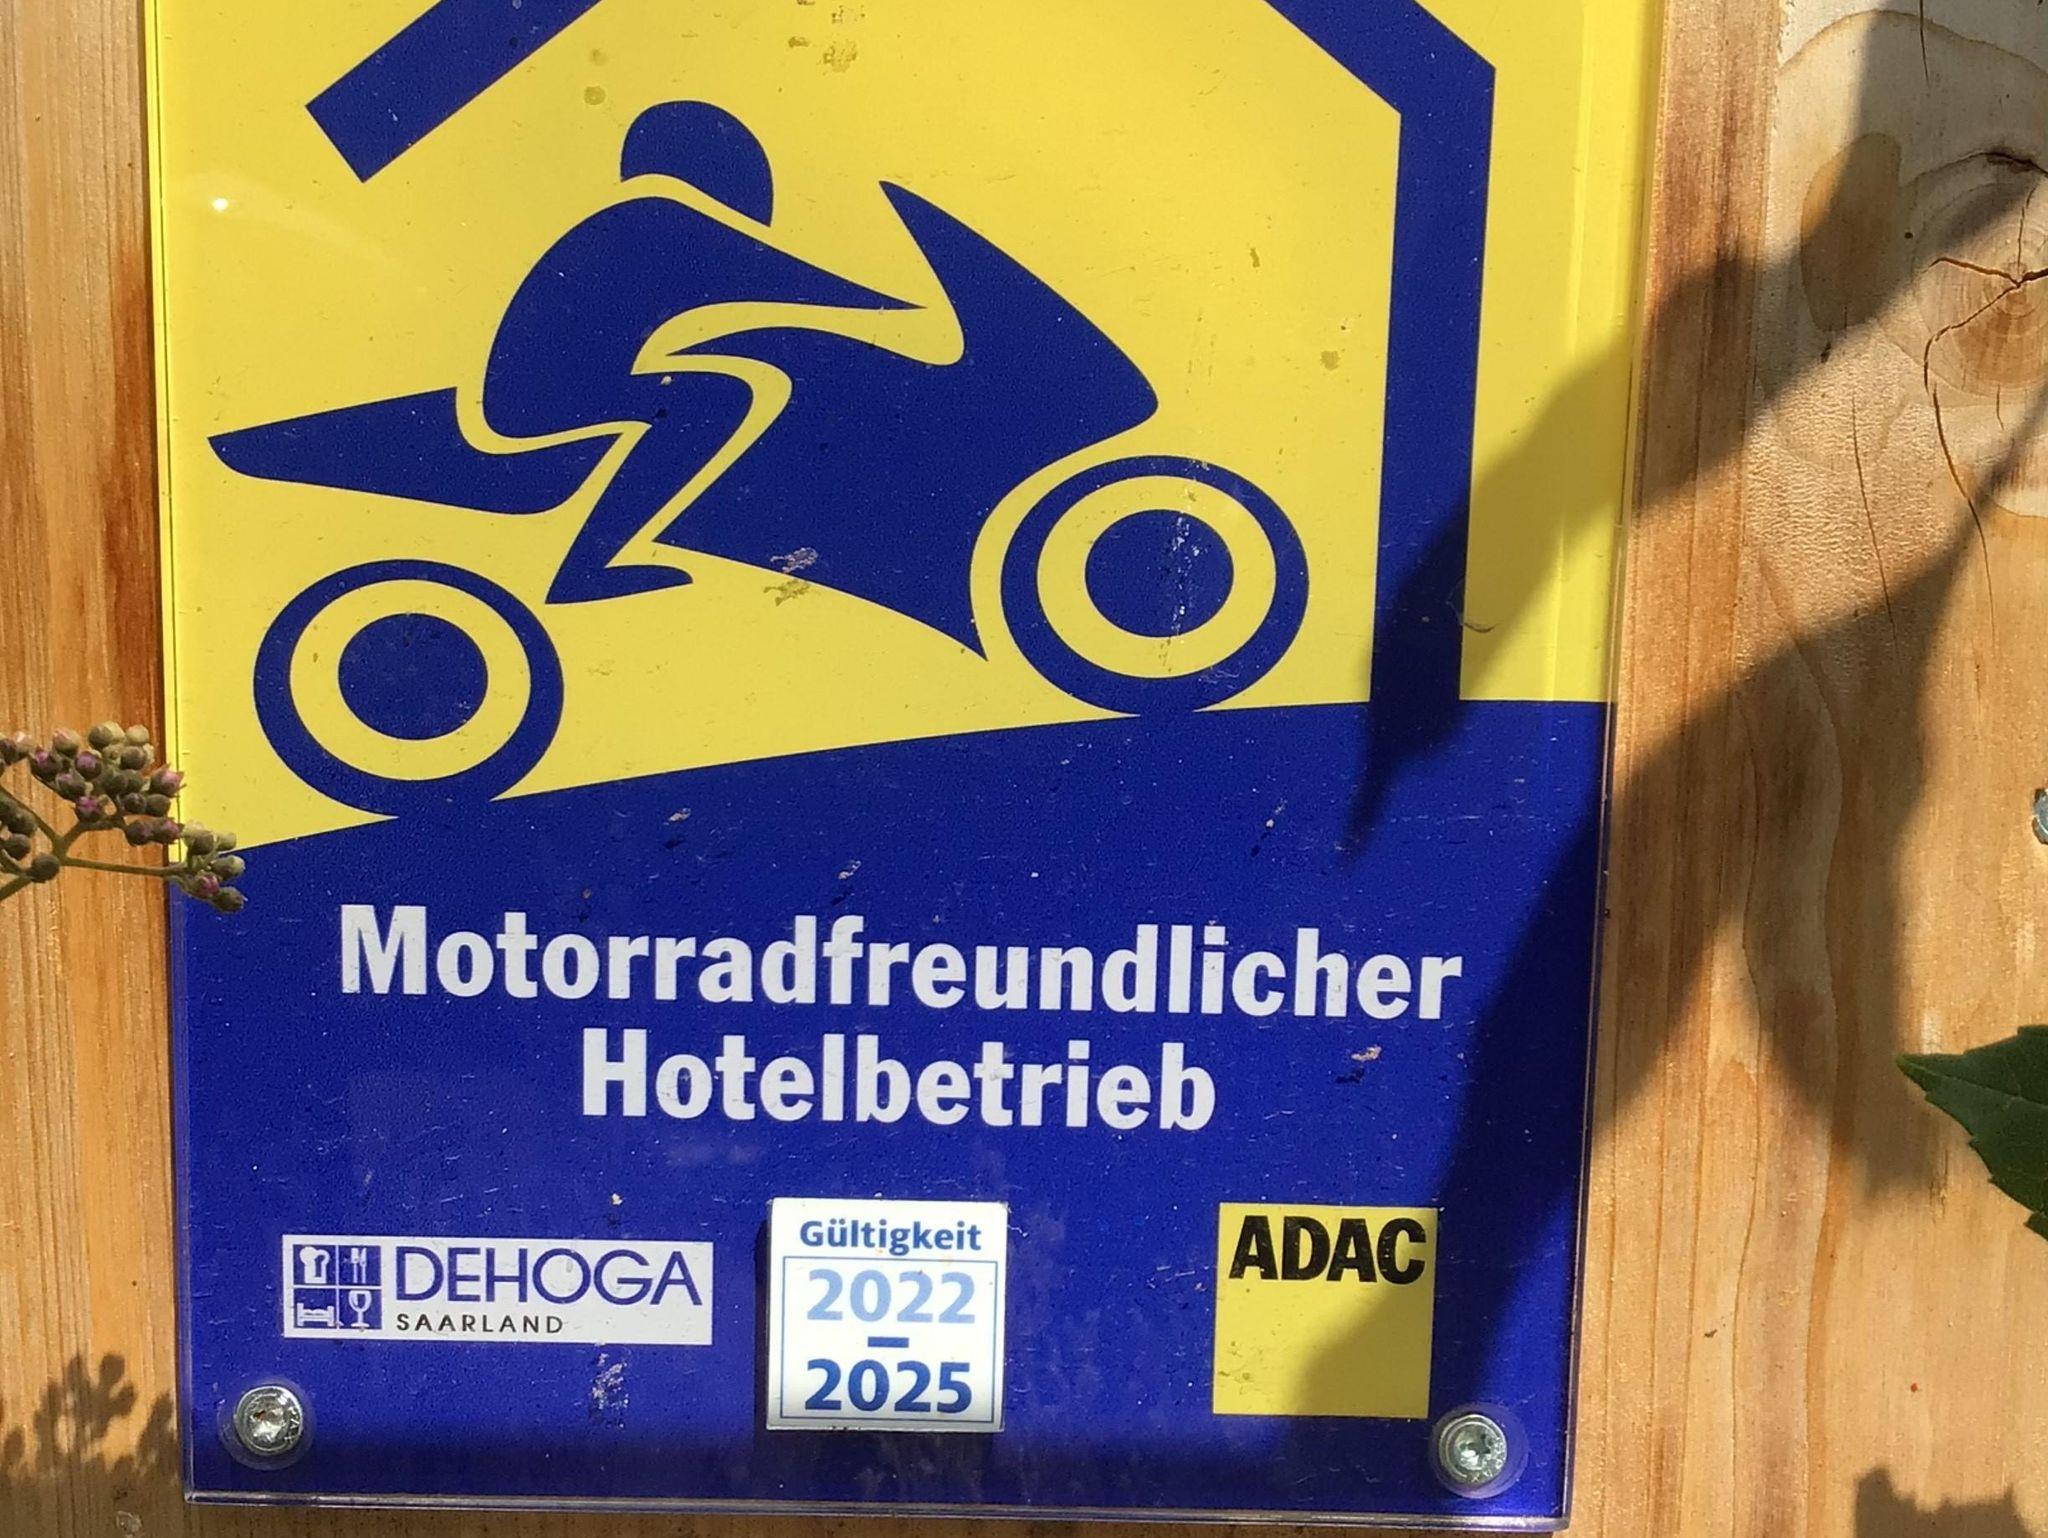 Motorradfreundlicher
Hotelbetrieb
DEHOGA
SAARLAND
Gültigkeit
2022
–
2025
ADAC